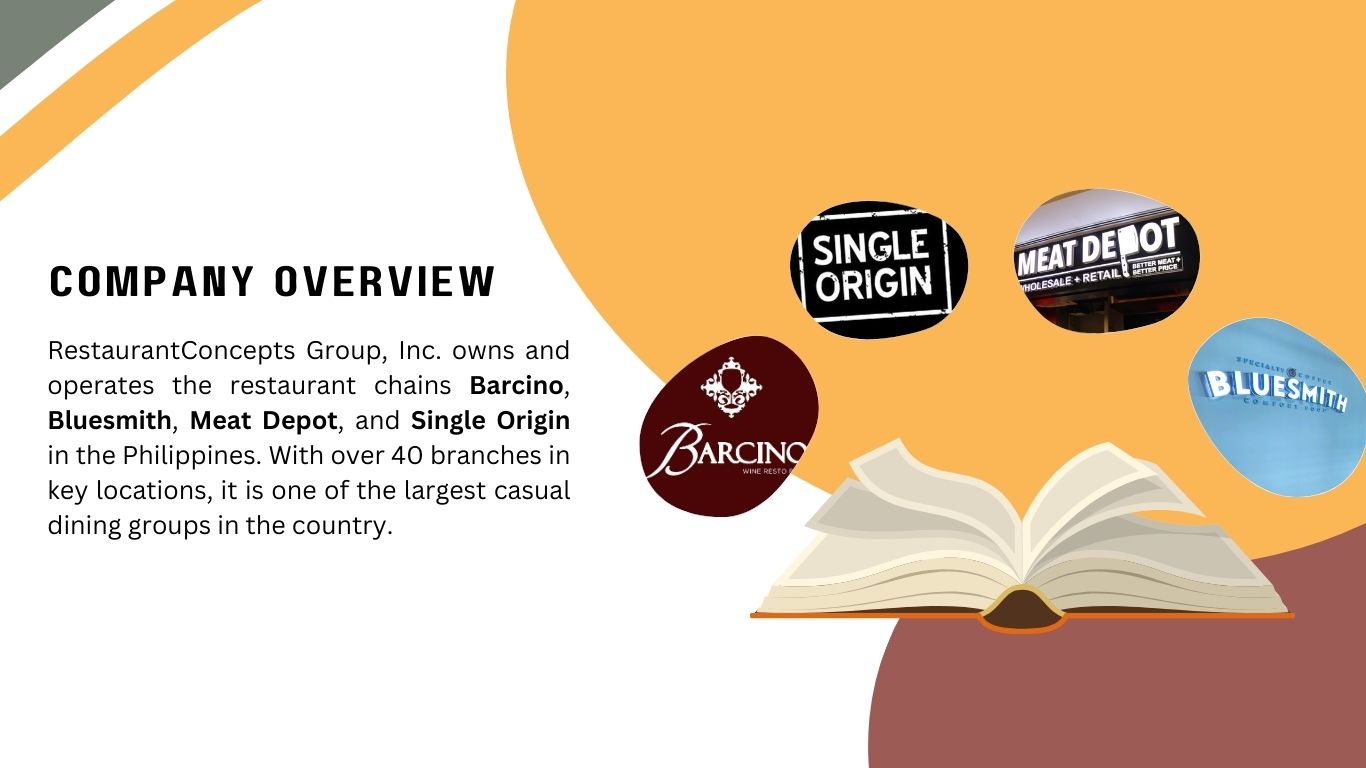 COMPANY OVERVIEW
RestaurantConcepts Group, Inc. owns and
operates the restaurant chains Barcino,
Bluesmith, Meat Depot, and Single Origin
in the Philippines. With over 40 branches in
key locations, it is one of the largest casual
dining groups in the country.
SINGLE
ORIGIN
MEAT DEPOT
WHOLESALE + RETAIL
BETTER MEAT +
BETTER PRICE
BARCINO
WINE RESTO
SPECIALTY COFFEE
BLUESMITH
COMFORT FOOD